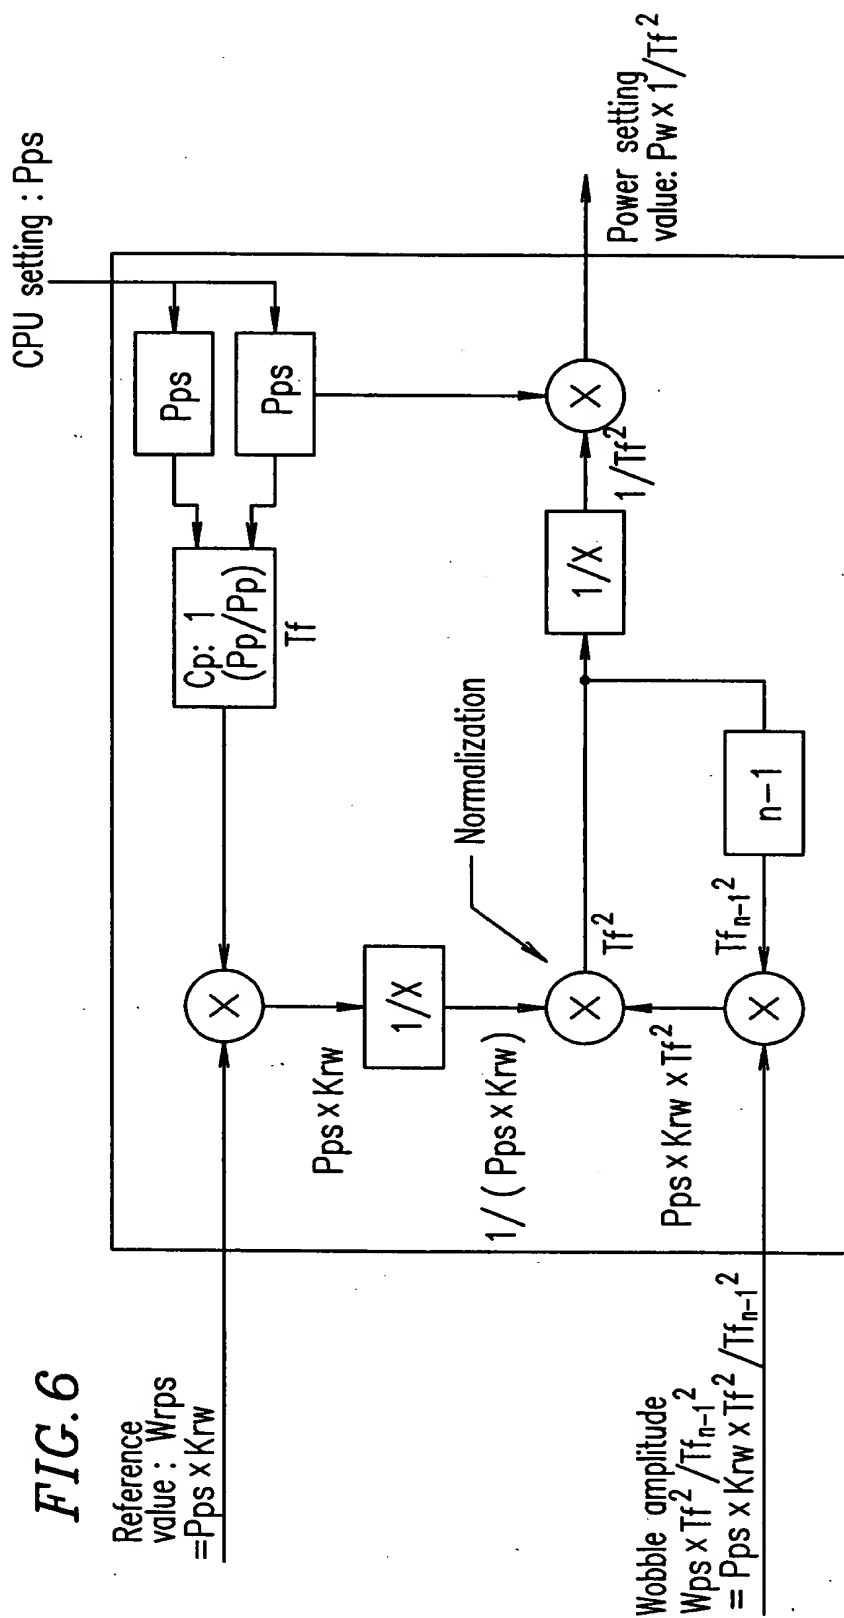 FIG.6
CPU setting : Pps
Reference
value : Wrps
=Pps x Krw
Pps
Pps
Cp: 1
(Pp/Pp)
Tf
X
Pps x Krw
1/X
1/(Pps x Krw)
Normalization
X
Tf²
1/X
1/Tf²
X
Power setting
value: Pw x 1/Tf²
n-1
Tfn-1²
X
Pps x Krw x Tf²
Wobble amplitude
Wps x Tf²/Tfn-1²
= Pps x Krw x Tf²/Tfn-1²